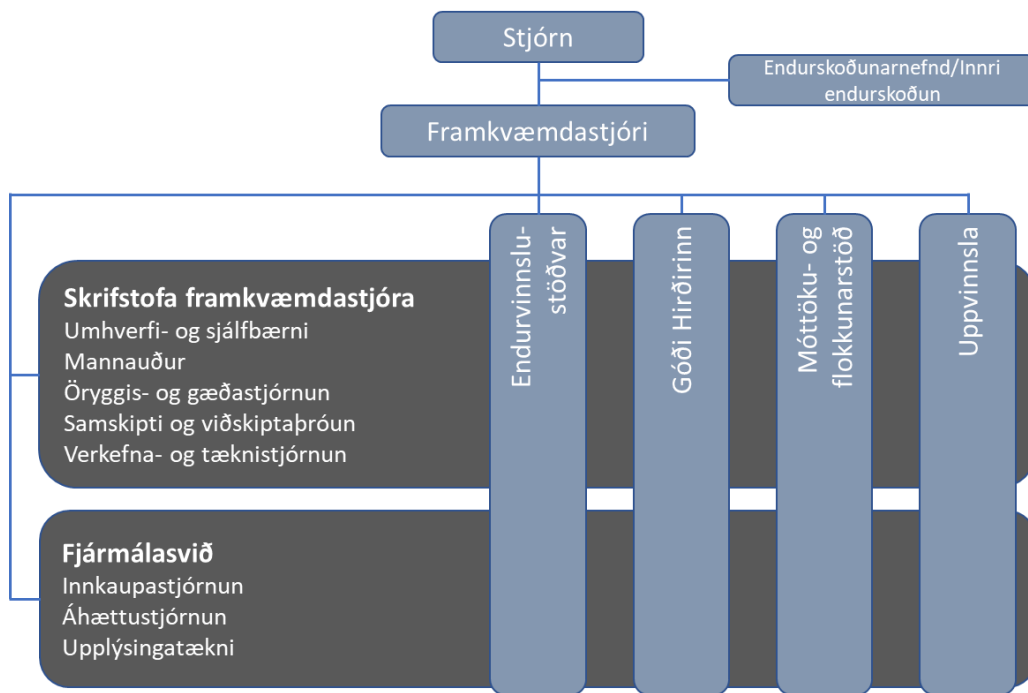 Stjórn
Endurskoðunarnefnd/Innri
endurskoðun
Framkvæmdastjóri
Endurvinnslu-
stöðvar
Góði Hirðirinn
Móttöku- og
flokkunarstöð
Uppvinnsla
Skrifstofa framkvæmdastjóra
Umhverfi- og sjálfbærni
Mannauður
Öryggis- og gæðastjórnun
Samskipti og viðskiptaþróun
Verkefna- og tæknistjórnun
Fjármálasvið
Innkaupastjórnun
Áhættustjórnun
Upplýsingatækni